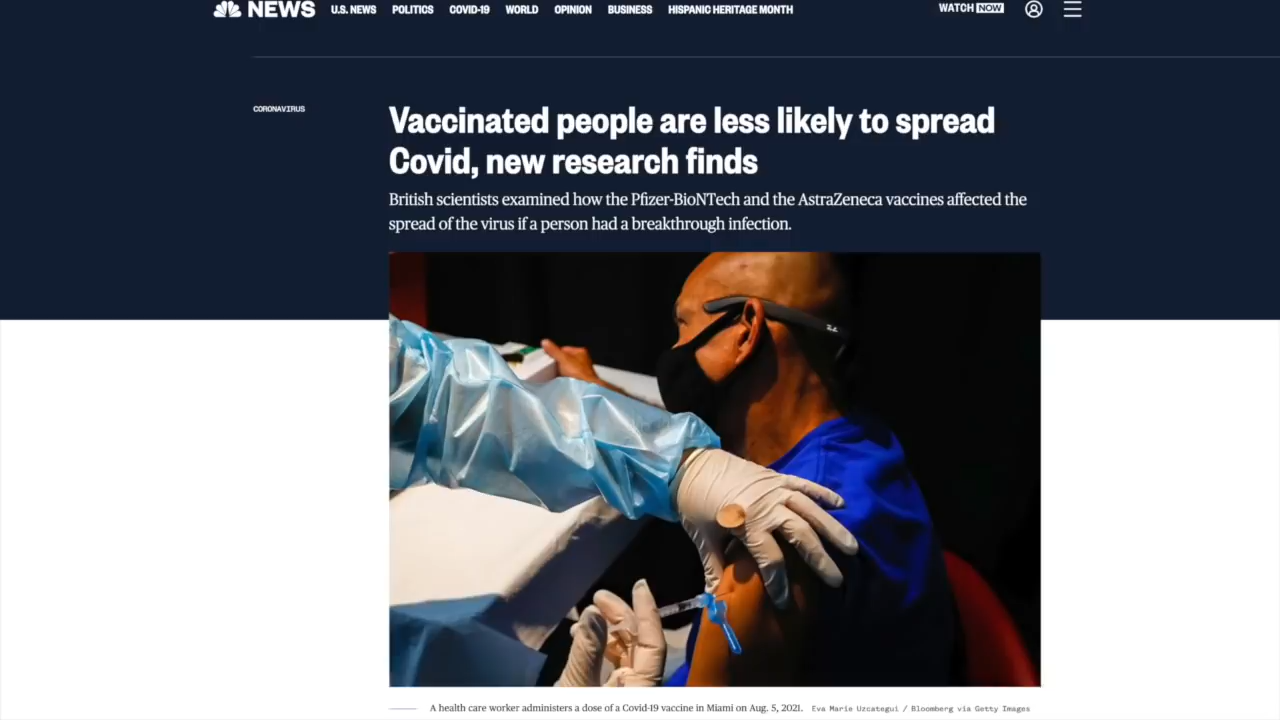 NEWS U.S. NEWS POLITICS COVID-19 WORLD OPINION BUSINESS HISPANIC HERITAGE MONTH WATCH NOW
CORONAVIRUS
Vaccinated people are less likely to spread
Covid, new research finds
British scientists examined how the Pfizer-BioNTech and the AstraZeneca vaccines affected the
spread of the virus if a person had a breakthrough infection.
A health care worker administers a dose of a Covid-19 vaccine in Miami on Aug. 5, 2021. Eva Marie Uzcategui / Bloomberg via Getty Images